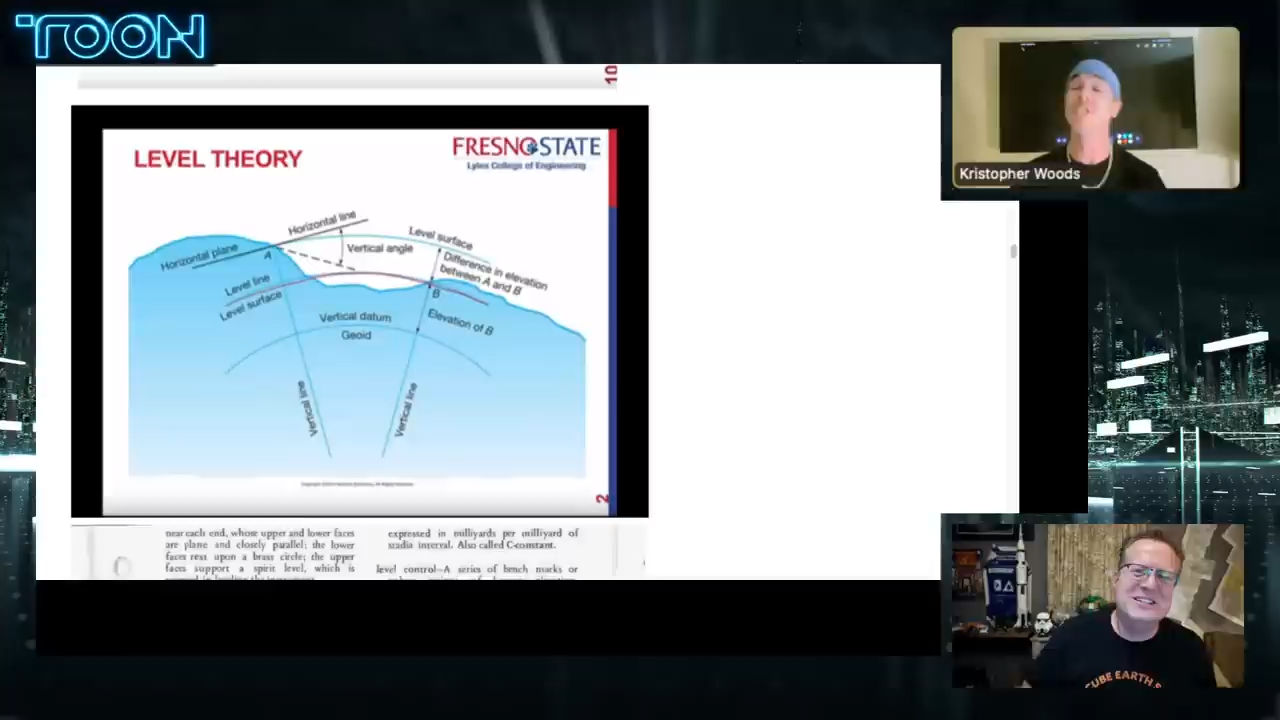 TOON
10
LEVEL THEORY
FRESNO STATE
Lyles College of Engineering
Horizontal line
Level surface
Horizontal plane
A
Vertical angle
Difference in elevation
between A and B
Level line
Level surface
B
Vertical datum
Elevation of B
Geoid
Vertical line
Vertical line
2
near each end, whose upper and lower faces
are plane and closely parallel; the lower
faces rest upon a brass circle; the upper
faces support a spirit level, which is
expressed in milliyards per milliyard of
stadia interval. Also called C-constant.
level control—A series of bench marks or
Kristopher Woods
CUBE EARTH